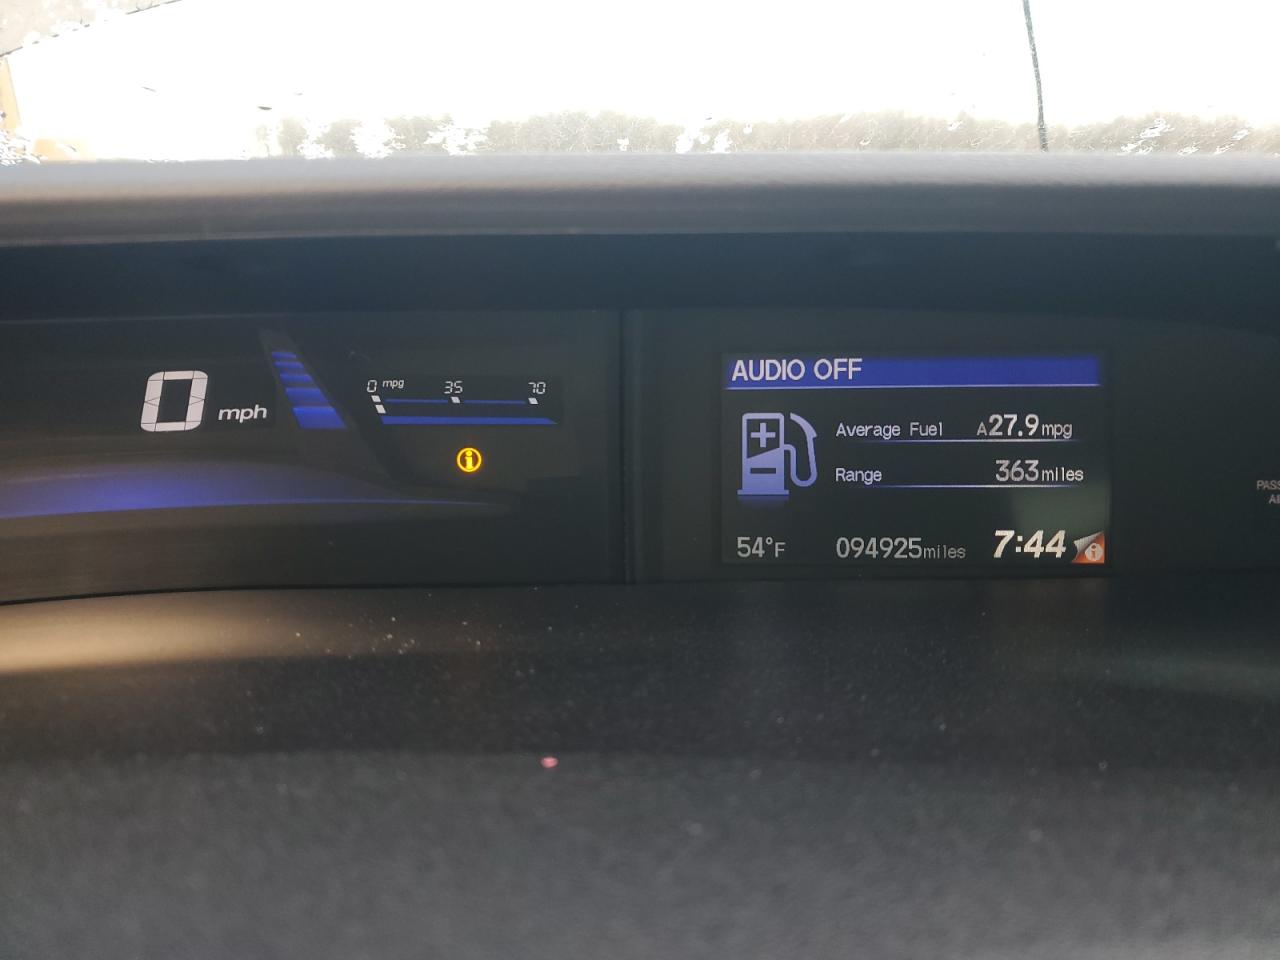 0 mph
0 mpg 35 70
AUDIO OFF
Average Fuel A27.9mpg
Range 363miles
54°F 094925miles 7:44